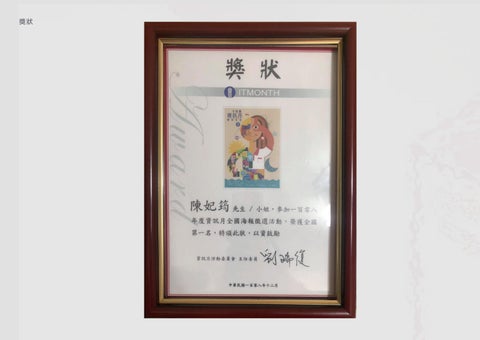 獎狀
獎狀
ITMONTH
Award
資訊月
陳妃筠 先生 / 小姐，參加一百零八
年度資訊月全國海報徵選活動，榮獲全國
第一名，特頒此狀，以資鼓勵
資訊月活動委員會 主任委員
中華民國一百零八年十二月